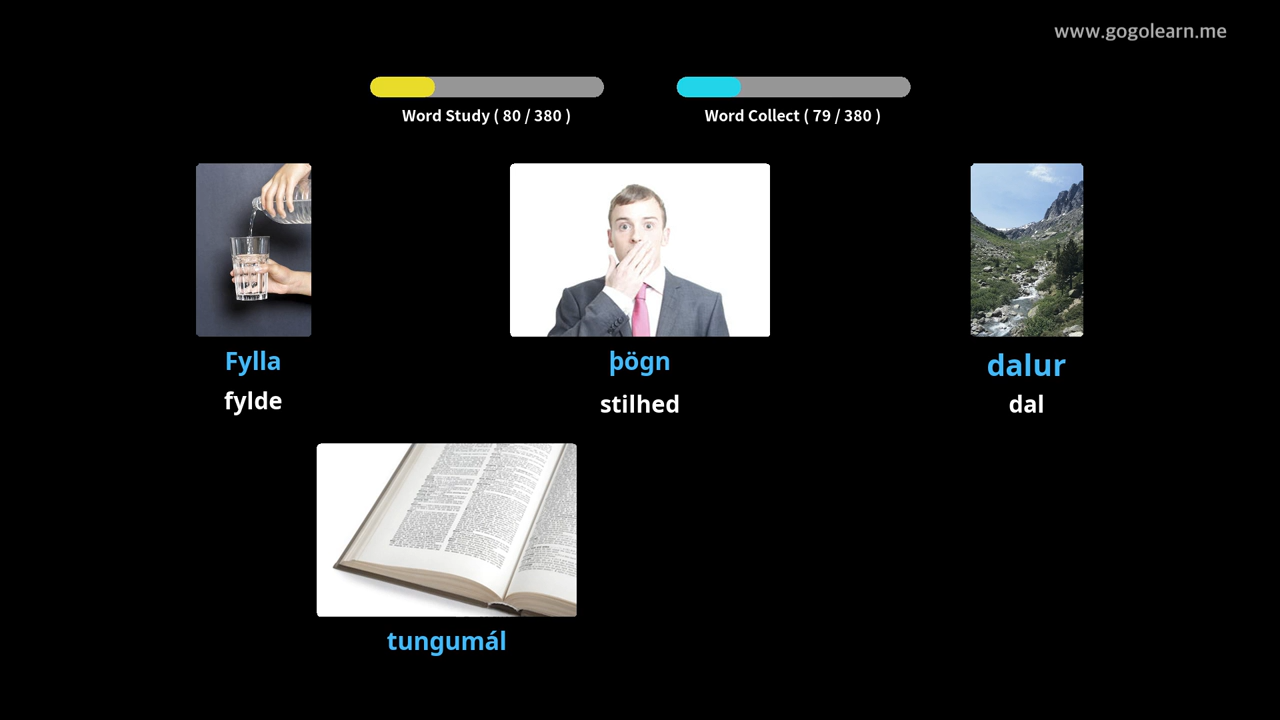 www.gogolearn.me
Word Study ( 80 / 380 )
Word Collect ( 79 / 380 )
Fylla
fylde
þögn
stilhed
dalur
dal
tungumál